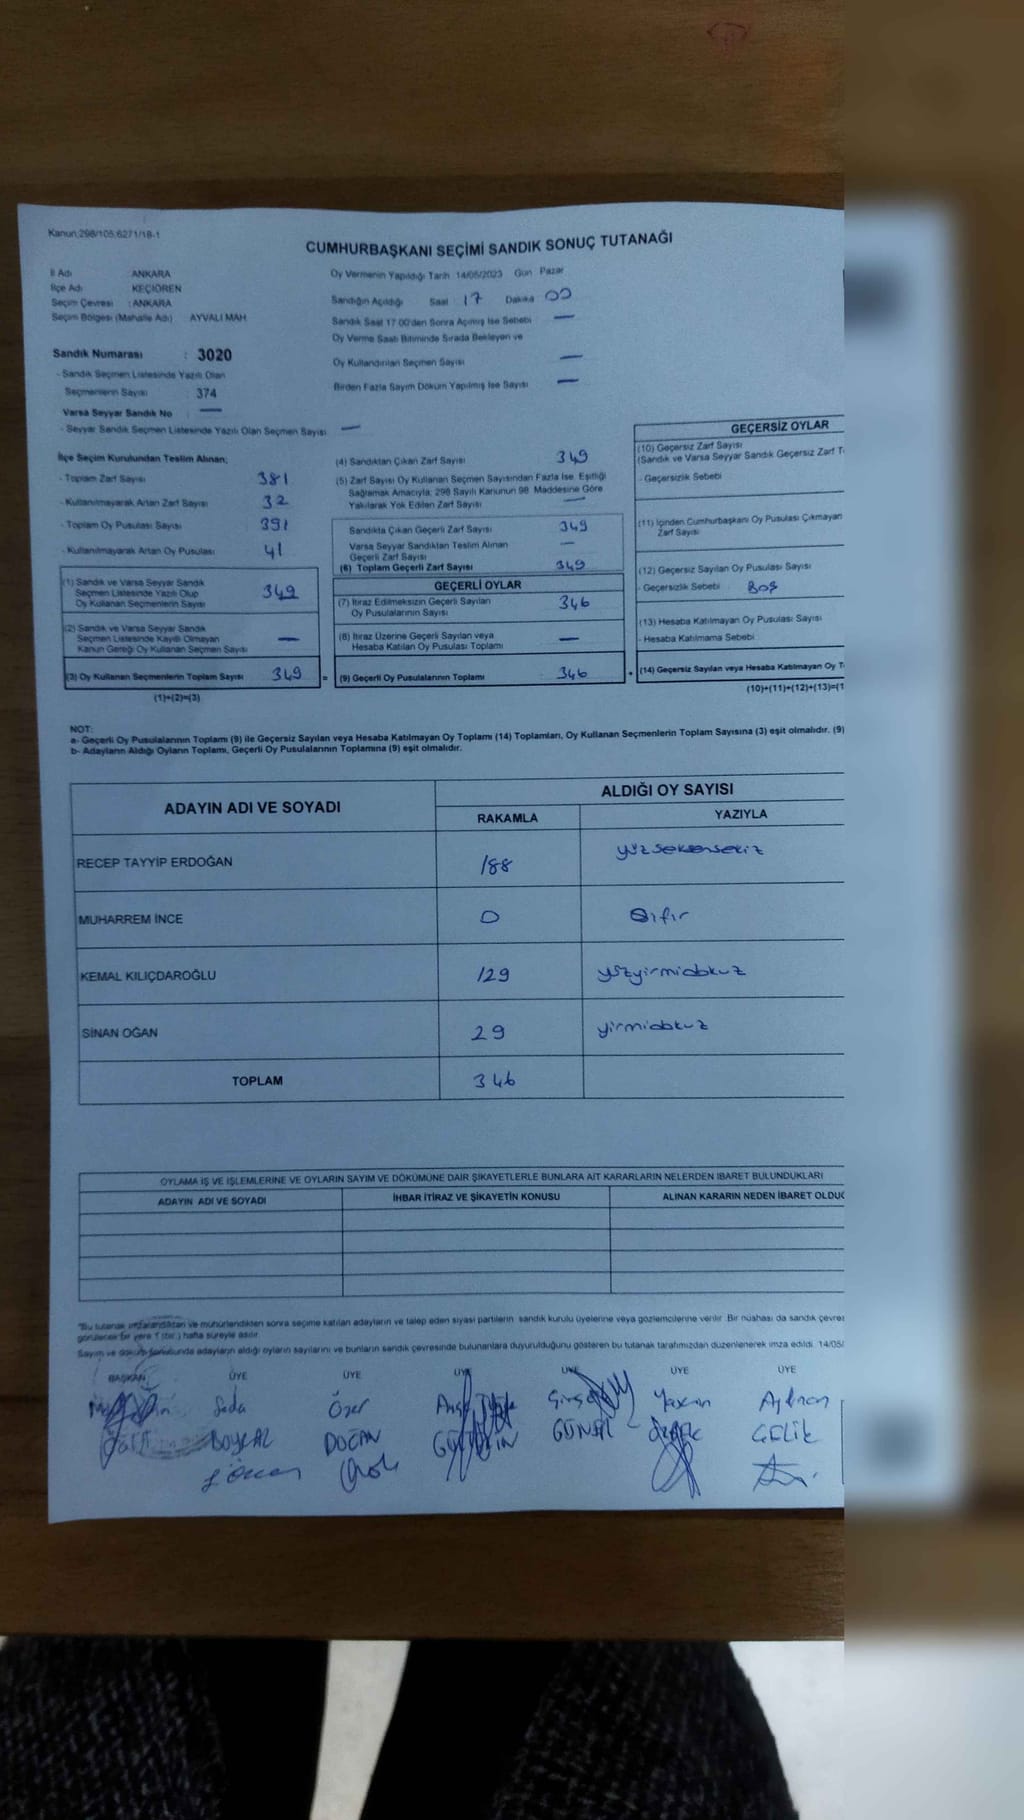 Kanun:298/105;6271/18-1
CUMHURBAŞKANI SEÇİMİ SANDIK SONUÇ TUTANAĞI
İl Adı ANKARA
İlçe Adı KEÇİÖREN
Seçim Çevresi : ANKARA
Seçim Bölgesi (Mahalle Adı) AYVALI MAH.
Oy Vermenin Yapıldığı Tarih 14/05/2023 Gün Pazar
Sandığın Açıldığı Saat 17 Dakika 00
Sandık Saat 17.00'den Sonra Açılmış İse Sebebi —
Oy Verme Saati Bitiminde Sırada Bekleyen ve
Oy Kullandırılan Seçmen Sayısı —
Birden Fazla Sayım Döküm Yapılmış İse Sayısı —
Sandık Numarası : 3020
- Sandık Seçmen Listesinde Yazılı Olan
Seçmenlerin Sayısı : 374
Varsa Seyyar Sandık No : —
- Seyyar Sandık Seçmen Listesinde Yazılı Olan Seçmen Sayısı —
İlçe Seçim Kurulundan Teslim Alınan;
- Toplam Zarf Sayısı 381
- Kullanılmayarak Artan Zarf Sayısı 32
- Toplam Oy Pusulası Sayısı 391
- Kullanılmayarak Artan Oy Pusulası 41
(1) Sandık ve Varsa Seyyar Sandık
Seçmen Listesinde Yazılı Olup
Oy Kullanan Seçmenlerin Sayısı 349
(2) Sandık ve Varsa Seyyar Sandık
Seçmen Listesinde Kayıtlı Olmayan
Kanun Gereği Oy Kullanan Seçmen Sayısı —
(3) Oy Kullanan Seçmenlerin Toplam Sayısı 349 =
(1)+(2)=(3)
(4) Sandıktan Çıkan Zarf Sayısı 349
(5) Zarf Sayısı Oy Kullanan Seçmen Sayısından Fazla İse, Eşitliği
Sağlamak Amacıyla; 298 Sayılı Kanunun 98. Maddesine Göre
Yakılarak Yok Edilen Zarf Sayısı —
Sandıkta Çıkan Geçerli Zarf Sayısı 349
Varsa Seyyar Sandıktan Teslim Alınan
Geçerli Zarf Sayısı —
(6) Toplam Geçerli Zarf Sayısı 349
GEÇERLİ OYLAR
(7) İtiraz Edilmeksizin Geçerli Sayılan
Oy Pusulalarının Sayısı 346
(8) İtiraz Üzerine Geçerli Sayılan veya
Hesaba Katılan Oy Pusulası Toplamı —
(9) Geçerli Oy Pusulalarının Toplamı 346 +
GEÇERSİZ OYLAR
(10) Geçersiz Zarf Sayısı
(Sandık ve Varsa Seyyar Sandık Geçersiz Zarf T
- Geçersizlik Sebebi
(11) İçinden Cumhurbaşkanı Oy Pusulası Çıkmayan
Zarf Sayısı
(12) Geçersiz Sayılan Oy Pusulası Sayısı
- Geçersizlik Sebebi BOŞ
(13) Hesaba Katılmayan Oy Pusulası Sayısı
- Hesaba Katılmama Sebebi
(14) Geçersiz Sayılan veya Hesaba Katılmayan Oy T
(10)+(11)+(12)+(13)=(1
NOT:
a- Geçerli Oy Pusulalarının Toplamı (9) ile Geçersiz Sayılan veya Hesaba Katılmayan Oy Toplamı (14) Toplamları, Oy Kullanan Seçmenlerin Toplam Sayısına (3) eşit olmalıdır. (9)
b- Adayların Aldığı Oyların Toplamı, Geçerli Oy Pusulalarının Toplamına (9) eşit olmalıdır.
ADAYIN ADI VE SOYADI ALDIĞI OY SAYISI
RAKAMLA YAZIYLA
RECEP TAYYİP ERDOĞAN 188 yüzseksensekiz
MUHARREM İNCE 0 Sıfır
KEMAL KILIÇDAROĞLU 129 yüzyirmidokuz
SİNAN OĞAN 29 yirmidokuz
TOPLAM 346
OYLAMA İŞ VE İŞLEMLERİNE VE OYLARIN SAYIM VE DÖKÜMÜNE DAİR ŞİKAYETLERLE BUNLARA AİT KARARLARIN NELERDEN İBARET BULUNDUKLARI
ADAYIN ADI VE SOYADI İHBAR İTİRAZ VE ŞİKAYETİN KONUSU ALINAN KARARIN NEDEN İBARET OLDUĞ
"Bu tutanak imzalandıktan ve mühürlendikten sonra seçime katılan adayların ve talep eden siyasi partilerin sandık kurulu üyelerine veya gözlemcilerine verilir. Bir nüshası da sandık çevre
görülecek bir yere 1 (bir) hafta süreyle asılır.
Sayım ve döküm sonucunda adayların aldığı oyların sayılarını ve bunların sandık çevresinde bulunanlara duyurulduğunu gösteren bu tutanak tarafımızdan düzenlenerek imza edildi. 14/05/
BAŞKAN ÜYE ÜYE ÜYE ÜYE ÜYE ÜYE
Seda Özer Ayhan
DOĞAN GÜNAL ÇELİK